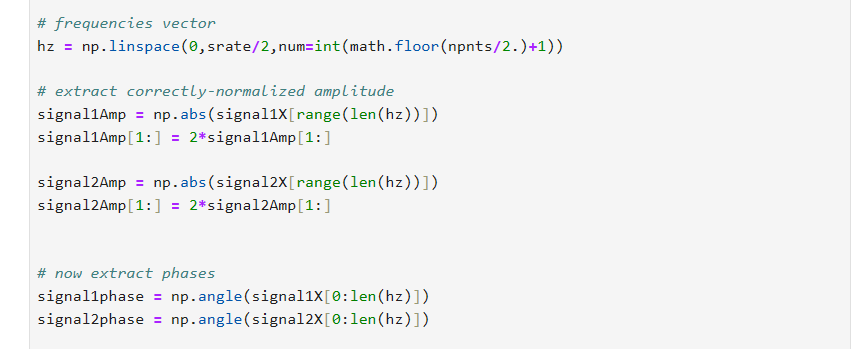 # frequencies vector
hz = np.linspace(0,srate/2,num=int(math.floor(npnts/2.)+1))
# extract correctly-normalized amplitude
signal1Amp = np.abs(signal1X[range(len(hz))])
signal1Amp[1:] = 2*signal1Amp[1:]
signal2Amp = np.abs(signal2X[range(len(hz))])
signal2Amp[1:] = 2*signal2Amp[1:]
# now extract phases
signal1phase = np.angle(signal1X[0:len(hz)])
signal2phase = np.angle(signal2X[0:len(hz)])